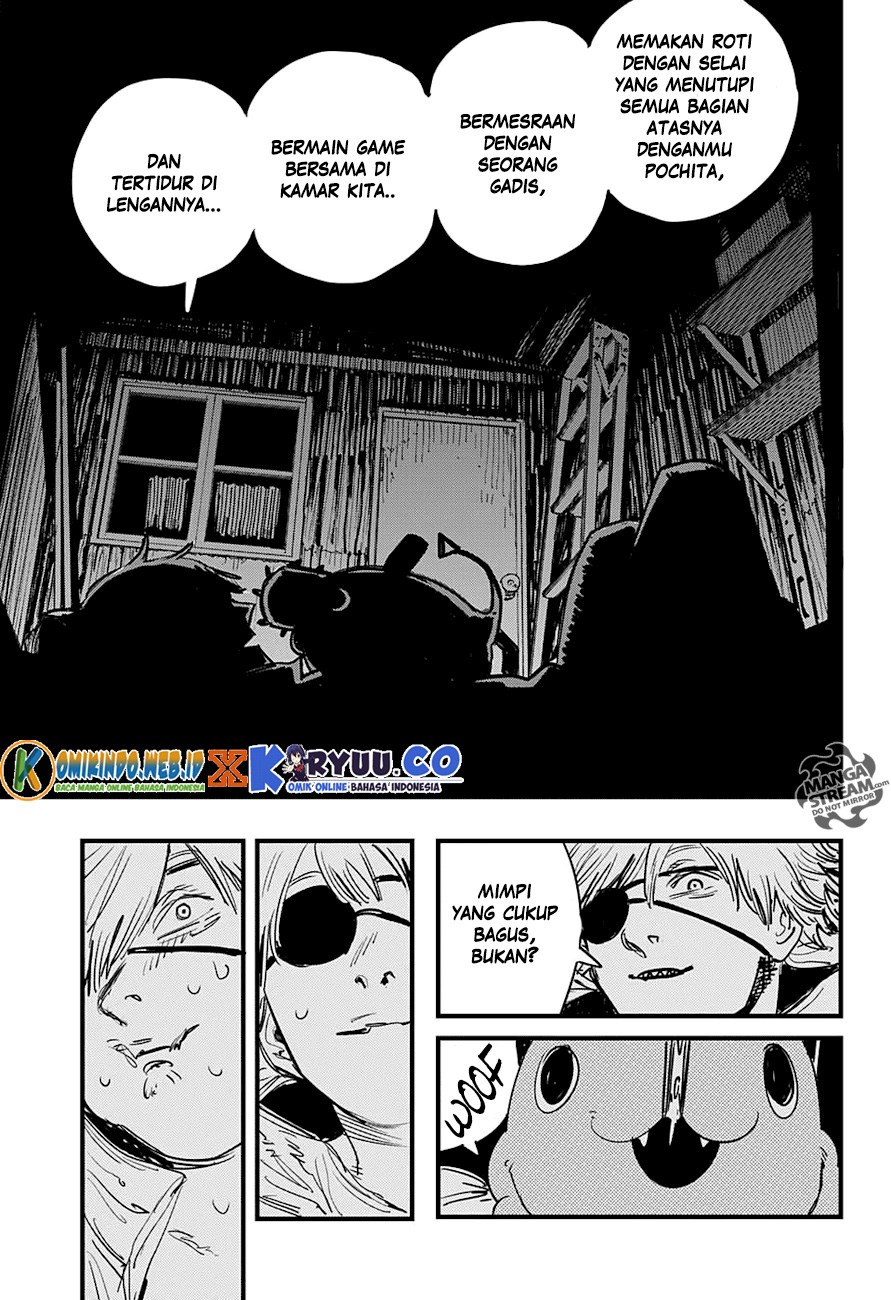 MEMAKAN ROTI
DENGAN SELAI
YANG MENUTUPI
SEMUA BAGIAN
ATASNYA
DENGANMU
POCHITA,
BERMESRAAN
DENGAN
SEORANG
GADIS,
BERMAIN GAME
BERSAMA DI
KAMAR KITA..
DAN
TERTIDUR DI
LENGANNYA...
KOMIKINDO.WEB.ID
BACA MANGA ONLINE BAHASA INDONESIA
X
KIRYUU.CO
OMIK ONLINE BAHASA INDONESIA
MANGA
STREAM.com
DO NOT MIRROR
MIMPI
YANG CUKUP
BAGUS,
BUKAN?
WOOF